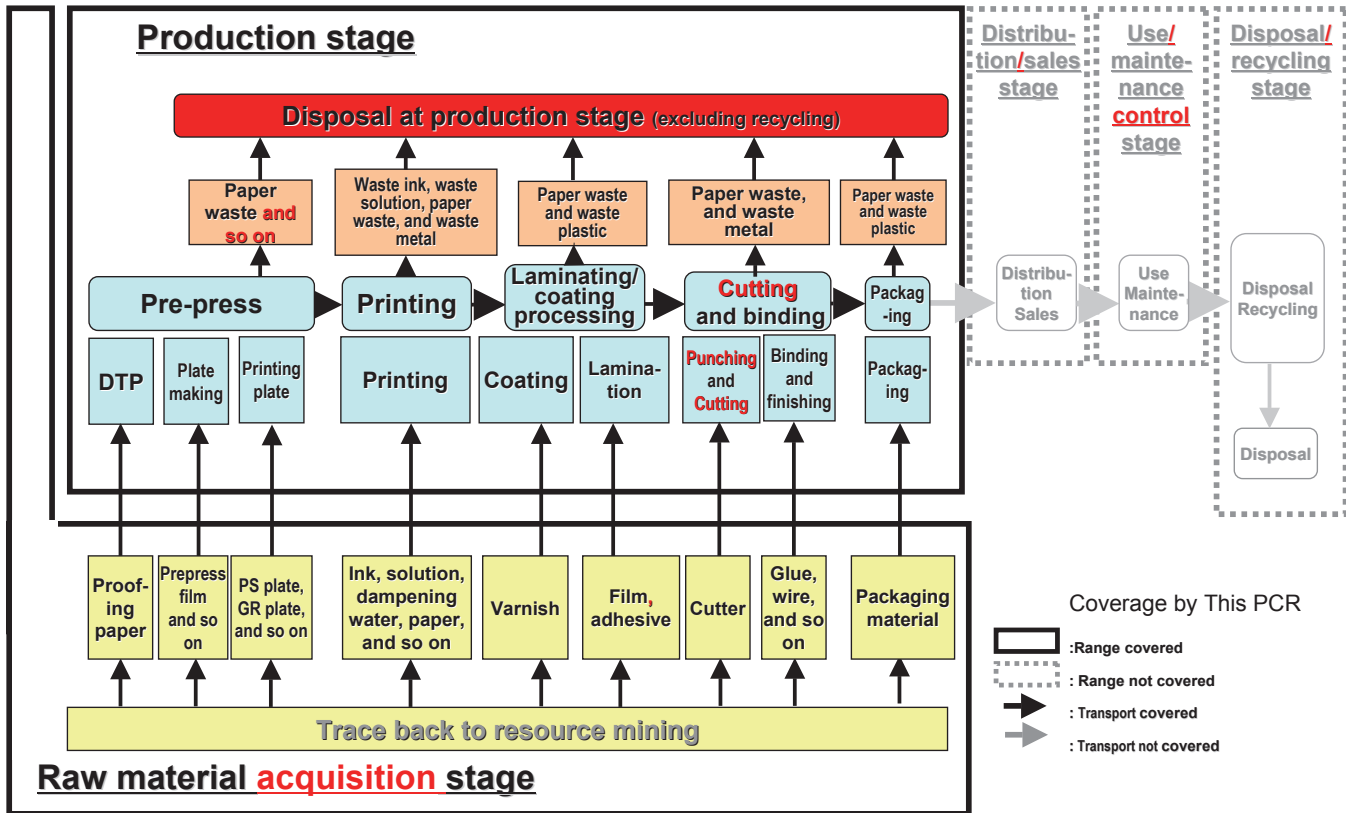 Production stage
Distribu-
tion/sales
stage
Use/
mainte-
nance
control
stage
Disposal/
recycling
stage
Disposal at production stage (excluding recycling)
Paper
waste and
so on
Waste ink, waste
solution, paper
waste, and waste
metal
Paper waste
and waste
plastic
Paper waste,
and waste
metal
Paper waste
and waste
plastic
Pre-press
Printing
Laminating/
coating
processing
Cutting
and binding
Packag
-ing
Distribu-
tion
Sales
Use
Mainte-
nance
Disposal
Recycling
DTP
Plate
making
Printing
plate
Printing
Coating
Lamina-
tion
Punching
and
Cutting
Binding
and
finishing
Packag-
ing
Disposal
Proof-
ing
paper
Prepress
film
and so
on
PS plate,
GR plate,
and so on
Ink, solution,
dampening
water, paper,
and so on
Varnish
Film,
adhesive
Cutter
Glue,
wire,
and so
on
Packaging
material
Trace back to resource mining
Raw material acquisition stage
Coverage by This PCR
:Range covered
: Range not covered
: Transport covered
: Transport not covered